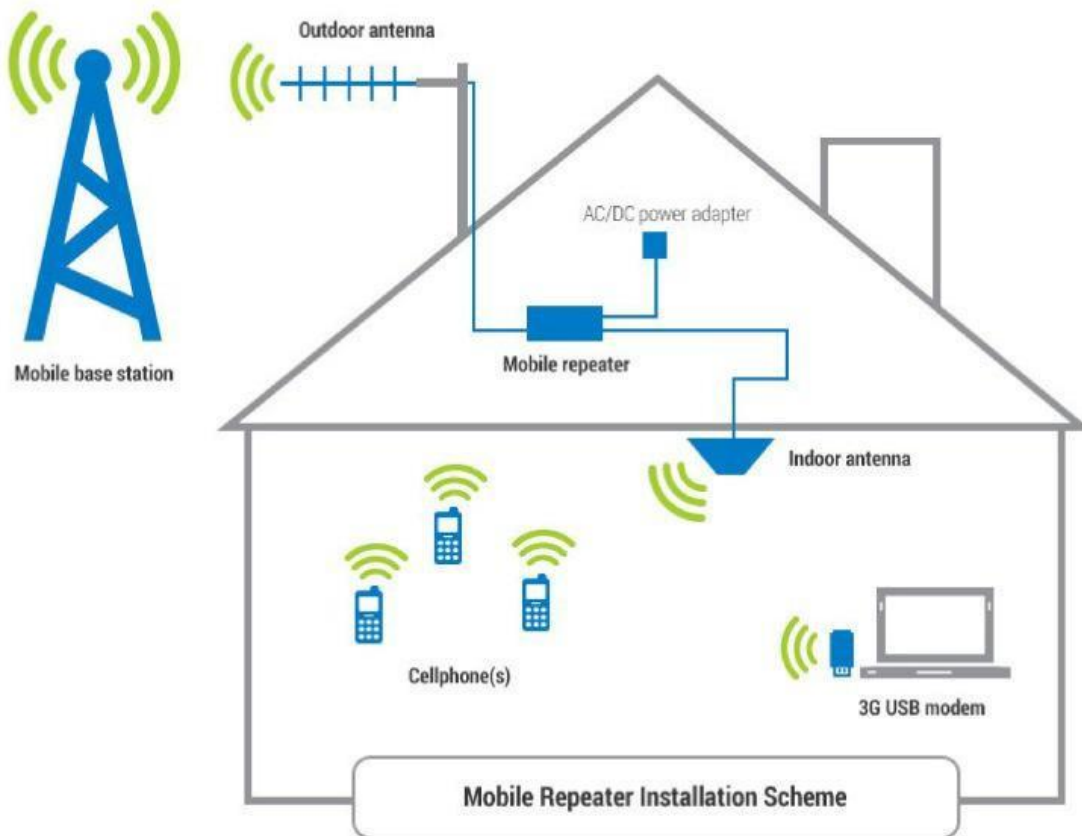 Outdoor antenna
AC/DC power adapter
Mobile base station
Mobile repeater
Indoor antenna
Cellphone(s)
3G USB modem
Mobile Repeater Installation Scheme